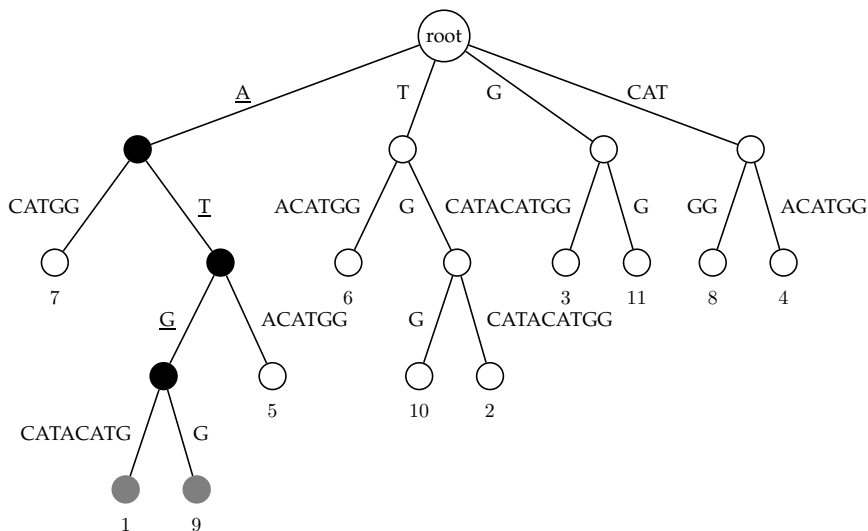 root
A T G CAT
CATGG T ACATGG G CATACATGG G GG ACATGG
7 6 3 11 8 4
G ACATGG G CATACATGG
5 10 2
CATACATG G
1 9